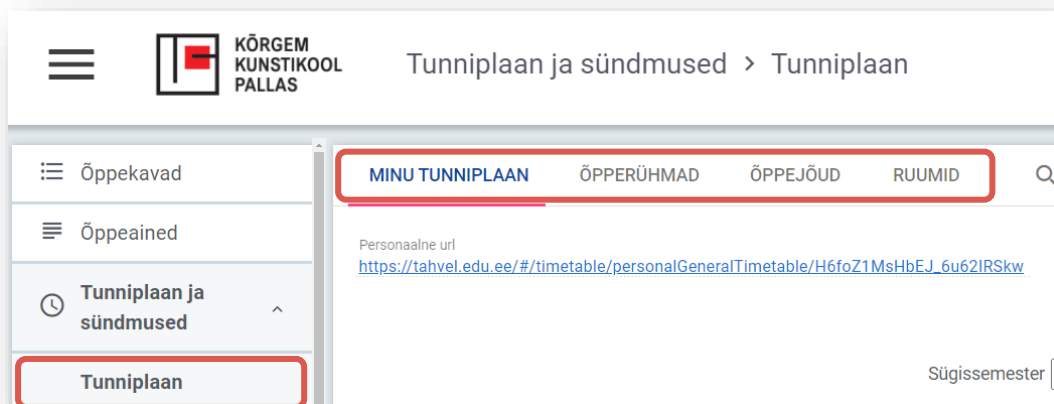 KÕRGEM
KUNSTIKOOL
PALLAS
Tunniplaan ja sündmused > Tunniplaan
Õppekavad
Õppeained
Tunniplaan ja
sündmused
Tunniplaan
MINU TUNNIPLAAN ÕPPERÜHMAD ÕPPEJÕUD RUUMID
Personaalne url
https://tahvel.edu.ee/#/timetable/personalGeneralTimetable/H6foZ1MsHbEJ_6u62IRSkw
Sügissemester